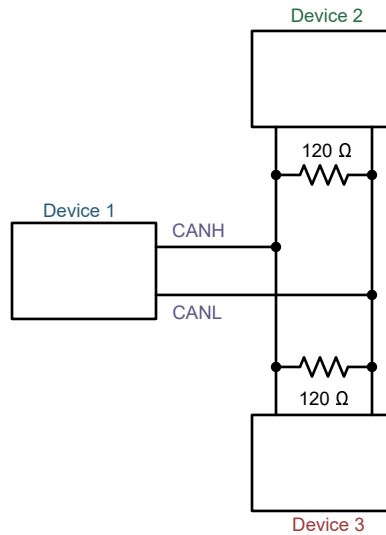 Device 2
120 Ω
Device 1
CANH
CANL
120 Ω
Device 3